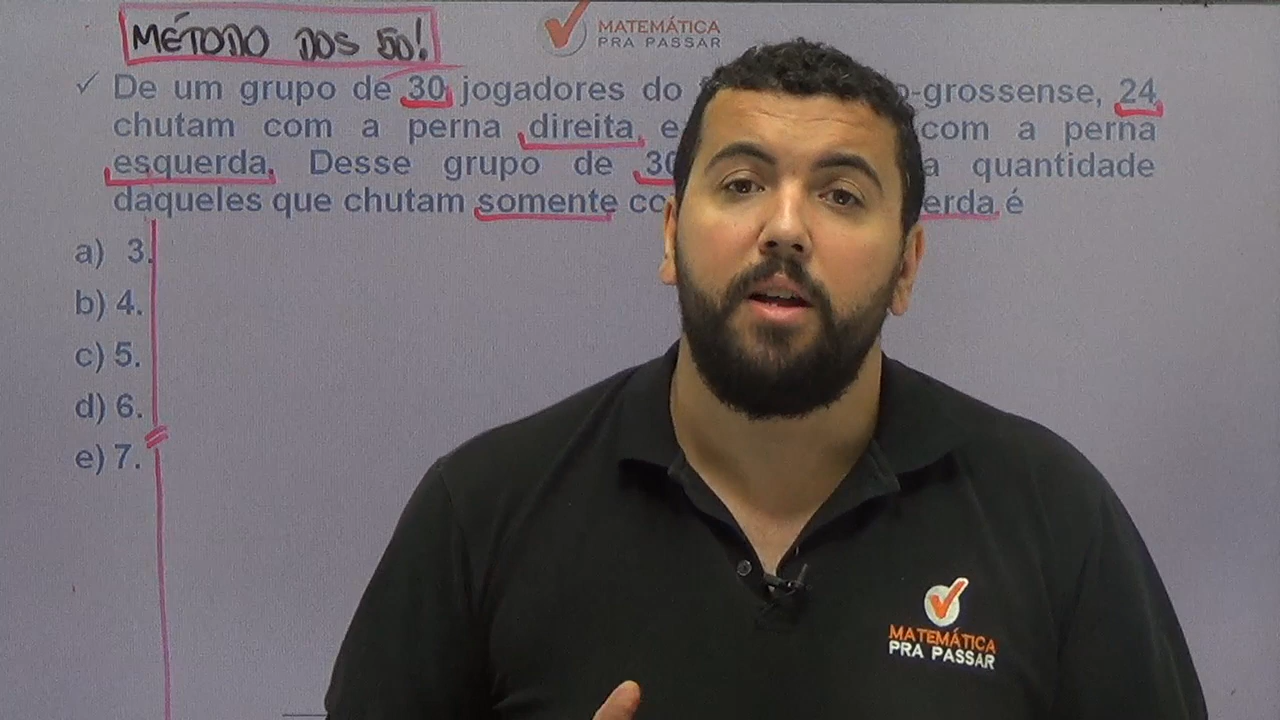 MÉTODO DOS 50!
MATEMÁTICA
PRA PASSAR
✓ De um grupo de 30 jogadores do -grossense, 24
chutam com a perna direita e com a perna
esquerda. Desse grupo de 30 quantidade
daqueles que chutam somente é
a) 3.
b) 4.
c) 5.
d) 6.
e) 7.
MATEMÁTICA
PRA PASSAR